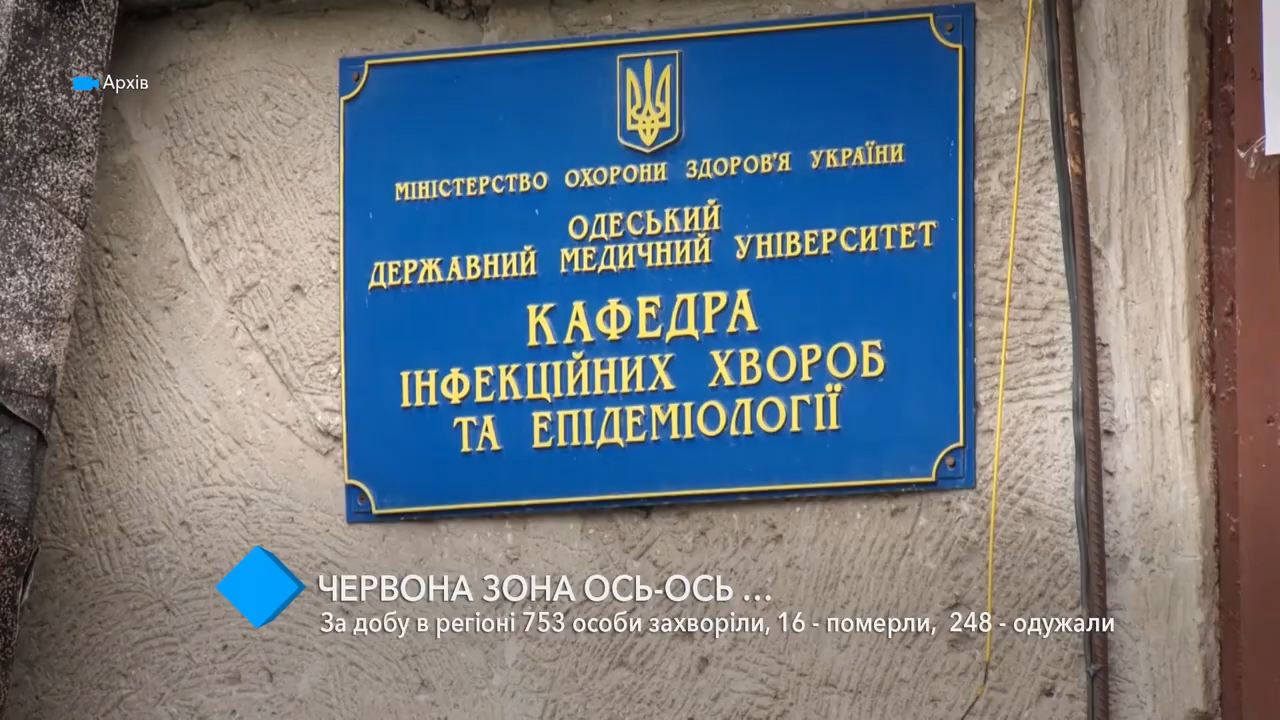 Архів
МІНІСТЕРСТВО ОХОРОНИ ЗДОРОВ'Я УКРАЇНИ
ОДЕСЬКИЙ
ДЕРЖАВНИЙ МЕДИЧНИЙ УНІВЕРСИТЕТ
КАФЕДРА
ІНФЕКЦІЙНИХ ХВОРОБ
ТА ЕПІДЕМІОЛОГІЇ
ЧЕРВОНА ЗОНА ОСЬ-ОСЬ ...
За добу в регіоні 753 особи захворіли, 16 - померли, 248 - одужали